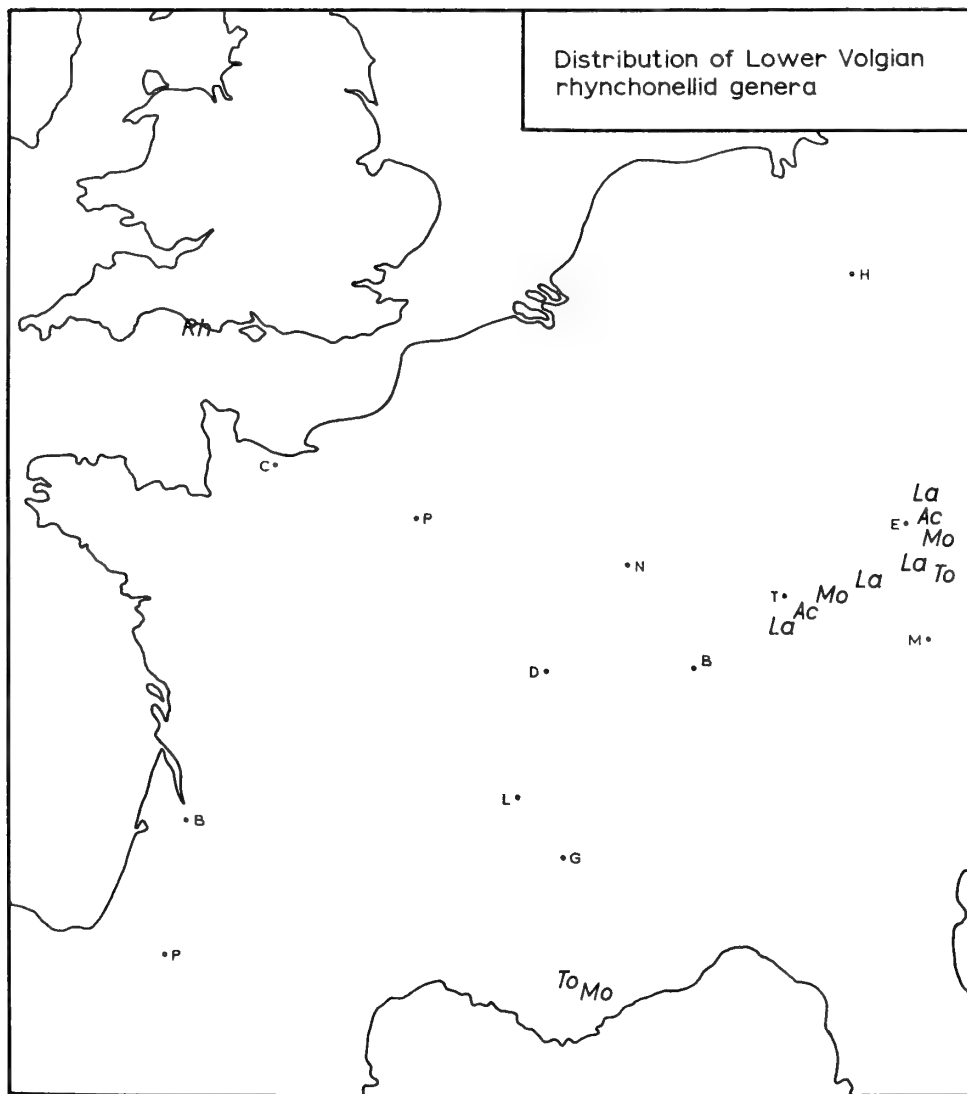 Distribution of Lower Volgian
rhynchonellid genera
H
Rh
C
P
La
E Ac
Mo
N
La To
La
T Mo
Ac
La
M
D
B
L
B
G
P
To Mo